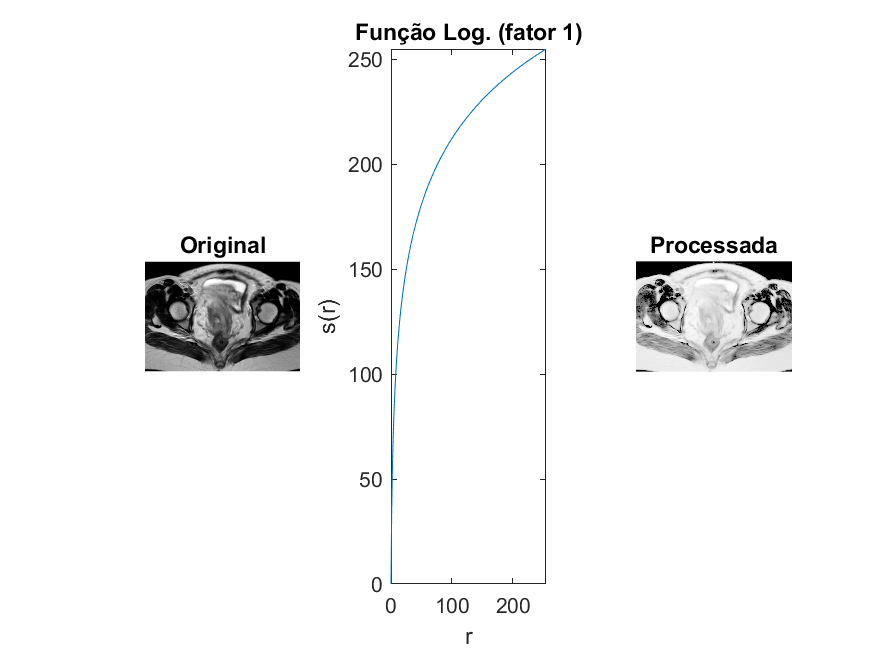 Função Log. (fator 1)
250
200
150
100
50
0
s(r)
0 100 200
r
Original
Processada